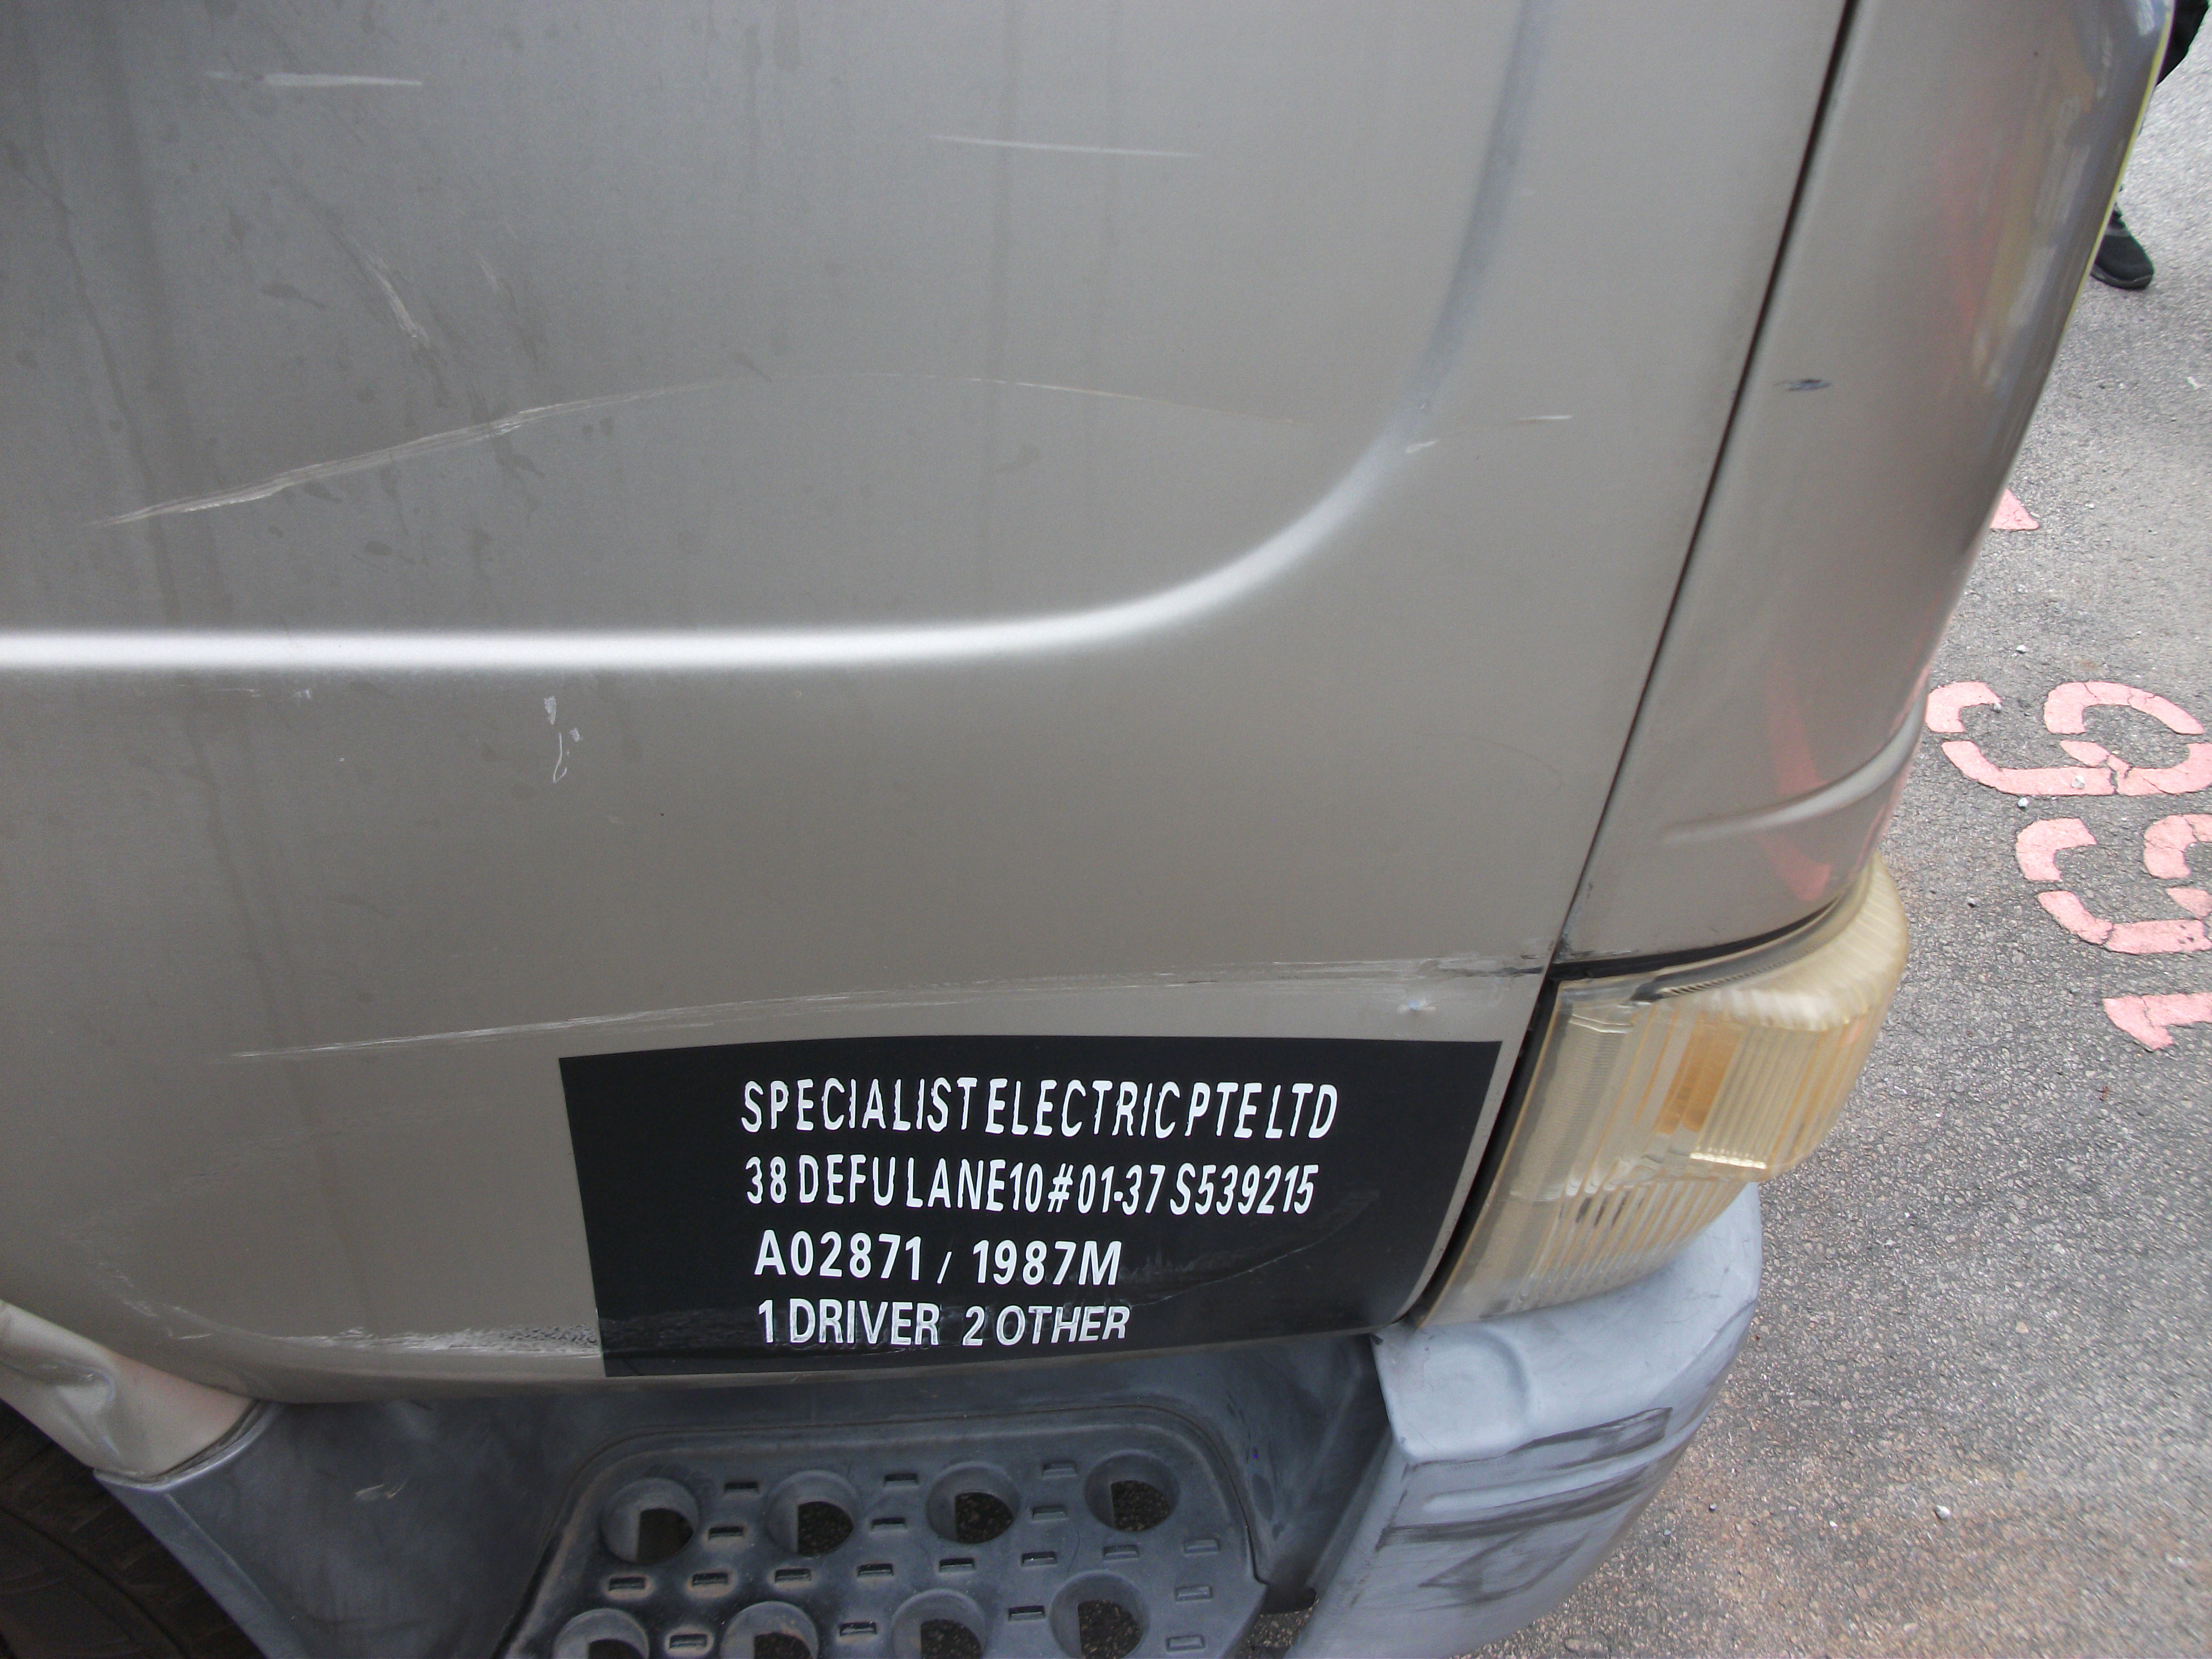 SPECIALIST ELECTRIC PTE LTD
38 DEFU LANE 10 #01-37 S539215
A02871 / 1987M
1 DRIVER 2 OTHER